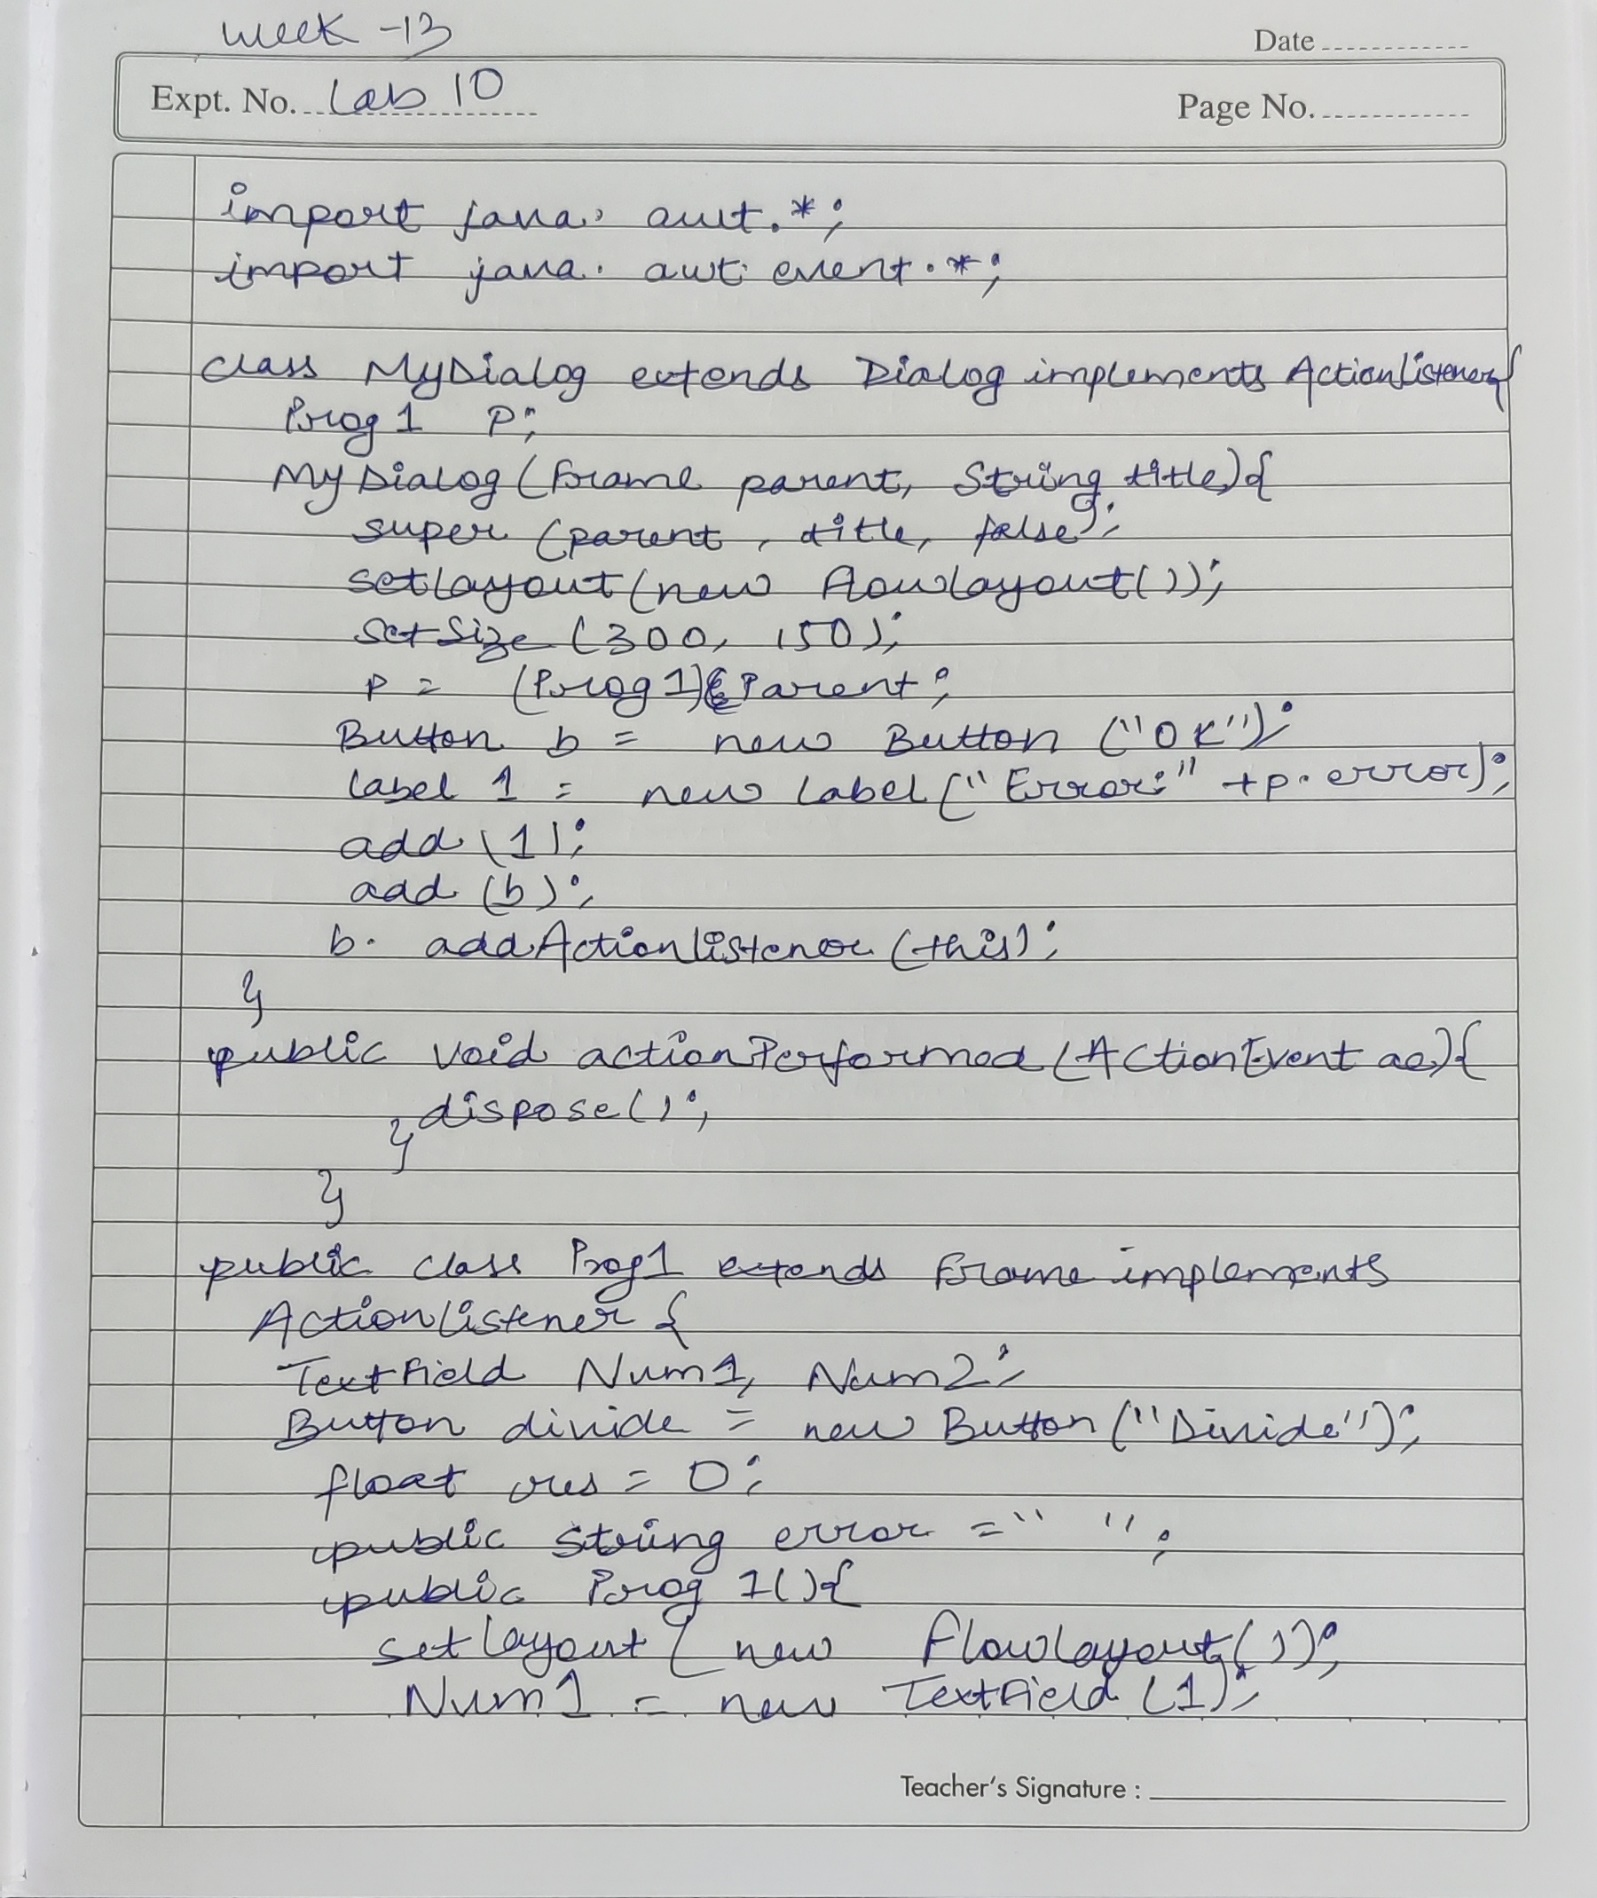 Week -13
Date
Expt. No. Lab 10
Page No.
import java. awt.*;
import java. awt. event.*;
class MyDialog extends Dialog implements ActionListener{
Prog1 P;
MyDialog (Frame parent, String title){
super (parent, title, false);
setLayout (new FlowLayout());
setSize (300, 150);
p = (Prog1) Parent;
Button b = new Button ("OK");
Label 1 = new Label ("Error:" +p.error);
add (1);
add (b);
b. addActionListener (this);
}
public void actionPerformed (ActionEvent ae){
dispose();
}
}
public class Prog1 extends Frame implements
ActionListener {
TextField Num1, Num2;
Button divide = new Button ("Divide");
float res = 0;
public String error =" ";
public Prog 1(){
setLayout ( new FlowLayout());
Num1 = new TextField (1);
Teacher's Signature :